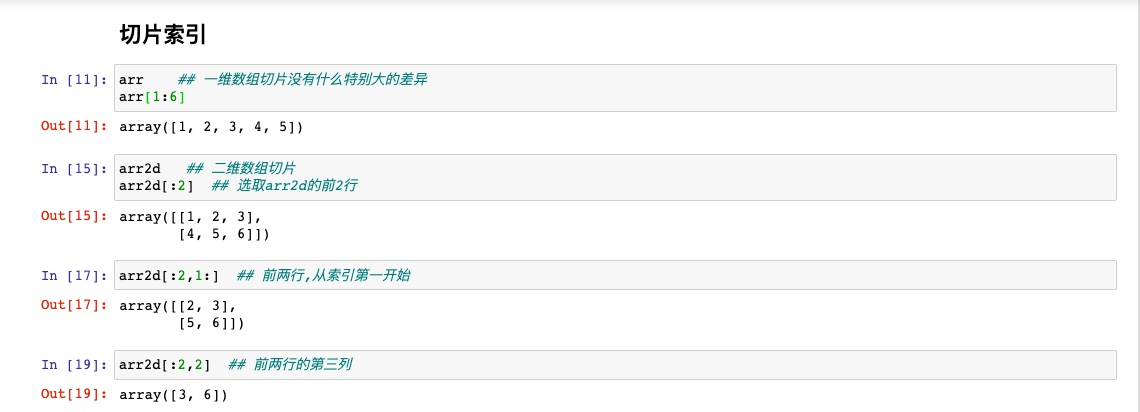 切片索引
In [11]: arr    ## 一维数组切片没有什么特别大的差异
arr[1:6]
Out[11]: array([1, 2, 3, 4, 5])
In [15]: arr2d   ## 二维数组切片
arr2d[:2]  ## 选取arr2d的前2行
Out[15]: array([[1, 2, 3],
[4, 5, 6]])
In [17]: arr2d[:2,1:]  ## 前两行,从索引第一开始
Out[17]: array([[2, 3],
[5, 6]])
In [19]: arr2d[:2,2]  ## 前两行的第三列
Out[19]: array([3, 6])